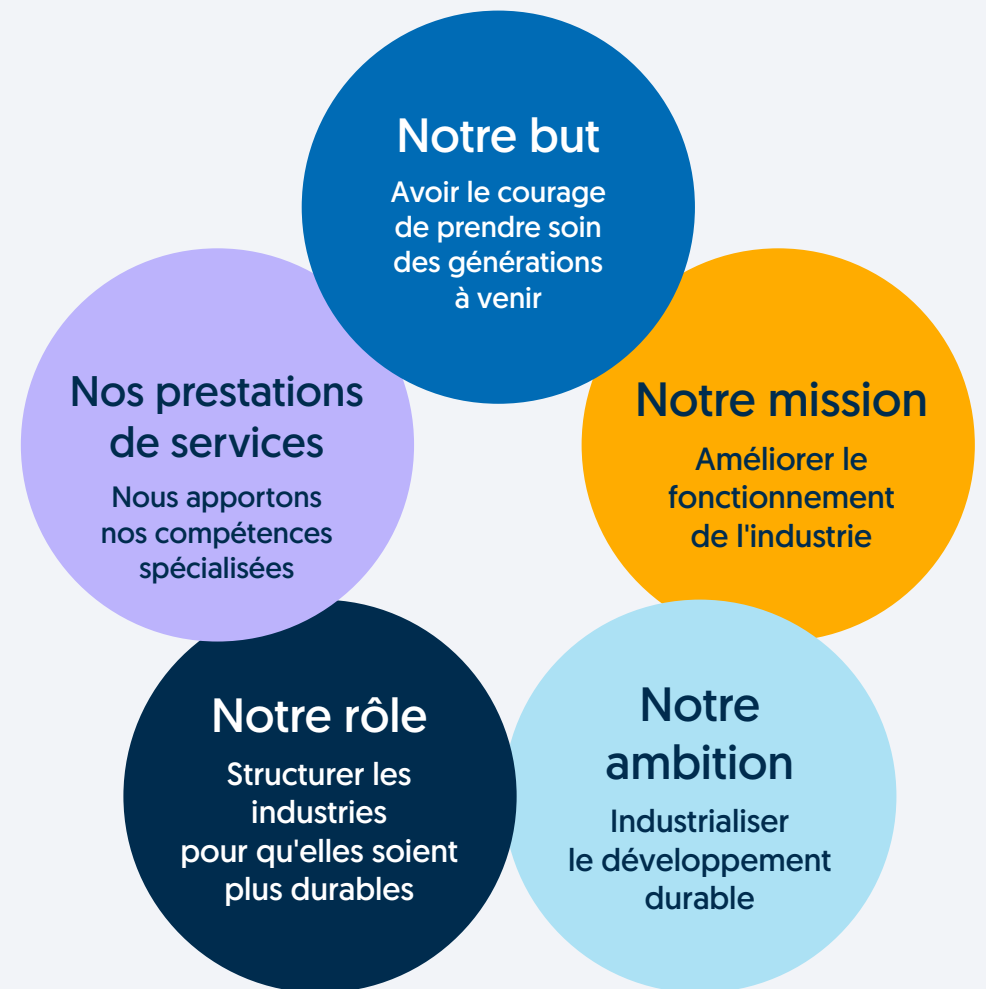 Notre but
Avoir le courage
de prendre soin
des générations
à venir
Notre mission
Améliorer le
fonctionnement
de l'industrie
Notre
ambition
Industrialiser
le développement
durable
Notre rôle
Structurer les
industries
pour qu'elles soient
plus durables
Nos prestations
de services
Nous apportons
nos compétences
spécialisées